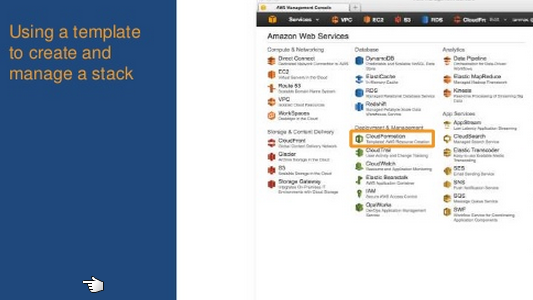 Using a template
to create and
manage a stack
AWS Management Console
Services
VPC
EC2
S3
RDS
CloudFr
Edit
Amazon Web Services
Compute & Networking
Direct Connect
Dedicated Network Connection to AWS
EC2
Virtual Servers in the Cloud
Route 53
Scalable Domain Name System
VPC
Isolated Cloud Resources
WorkSpaces
Desktops in the Cloud
Storage & Content Delivery
CloudFront
Global Content Delivery Network
Glacier
Archive Storage in the Cloud
S3
Scalable Storage in the Cloud
Storage Gateway
Integrates On-Premises IT
Environments with Cloud Storage
Database
DynamoDB
Predictable and Scalable NoSQL Data
Store
ElastiCache
In-Memory Cache
RDS
Managed Relational Database Service
Redshift
Managed Petabyte-Scale Data
Warehouse Service
Deployment & Management
CloudFormation
Templated AWS Resource Creation
CloudTrail
User Activity and Change Tracking
CloudWatch
Resource and Application Monitoring
Elastic Beanstalk
AWS Application Container
IAM
Secure AWS Access Control
OpsWorks
DevOps Application Management
Service
Analytics
Data Pipeline
Orchestration for Data-Driven
Workflows
Elastic MapReduce
Managed Hadoop Framework
Kinesis
Real-time Processing of Streaming Big
Data
App Services
AppStream
Low Latency Application Streaming
CloudSearch
Managed Search Service
Elastic Transcoder
Easy-to-use Scalable Media
Transcoding
SES
Email Sending Service
SNS
Push Notification Service
SQS
Message Queue Service
SWF
Workflow Service for Coordinating
Application Components